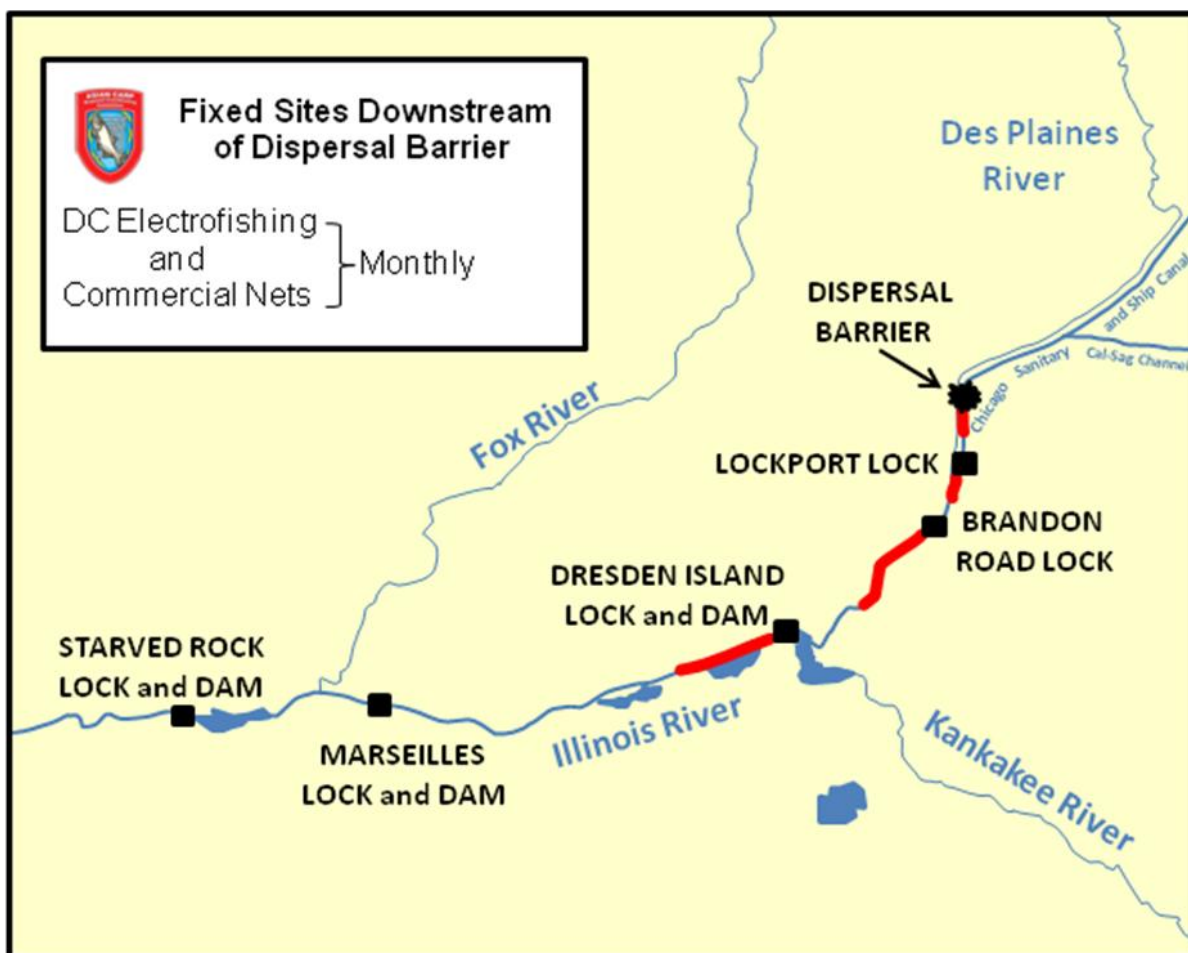 ASIAN CARP
Fixed Sites Downstream
of Dispersal Barrier
DC Electrofishing
and
Commercial Nets
Monthly
Des Plaines
River
DISPERSAL
BARRIER
Chicago Sanitary and Ship Canal
Cal-Sag Channel
Fox River
LOCKPORT LOCK
BRANDON
ROAD LOCK
DRESDEN ISLAND
LOCK and DAM
STARVED ROCK
LOCK and DAM
MARSEILLES
LOCK and DAM
Illinois River
Kankakee River